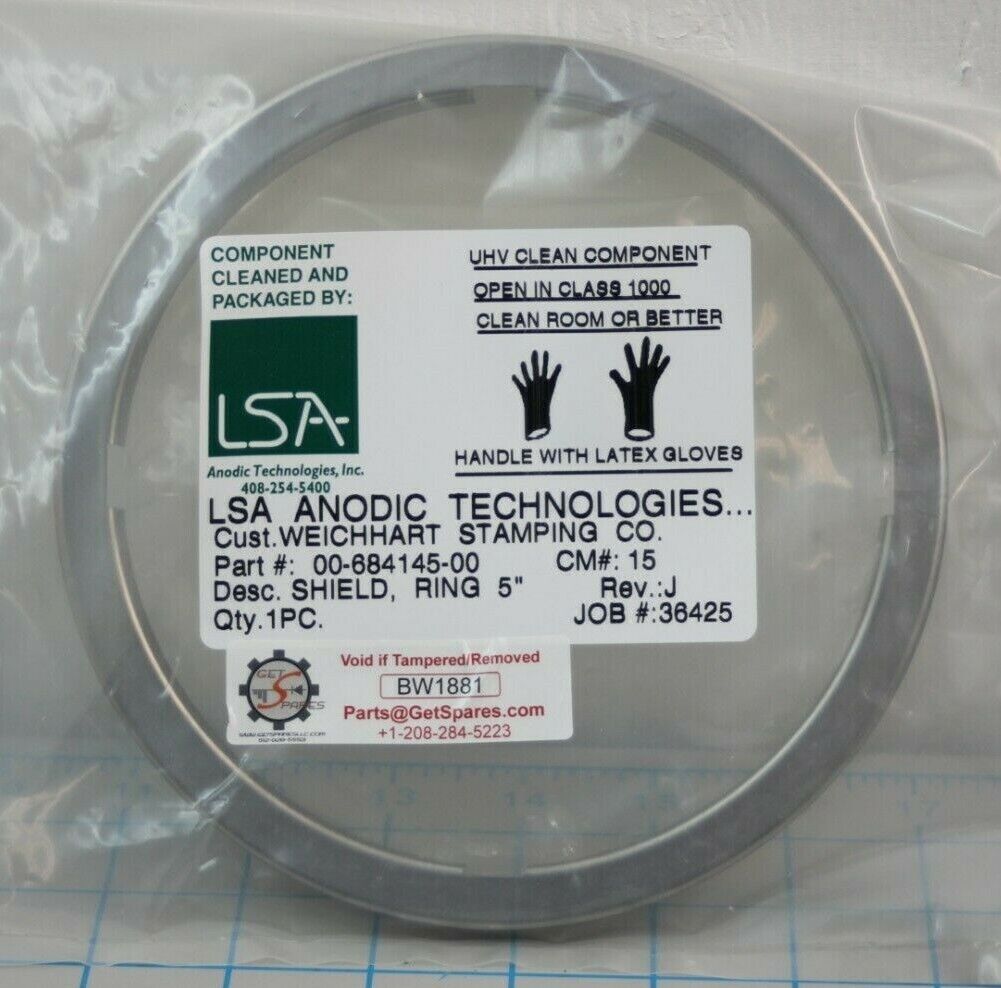 COMPONENT
CLEANED AND
PACKAGED BY:
LSA
Anodic Technologies, Inc.
408-254-5400
UHV CLEAN COMPONENT
OPEN IN CLASS 1000
CLEAN ROOM OR BETTER
HANDLE WITH LATEX GLOVES
LSA ANODIC TECHNOLOGIES...
Cust.WEICHHART STAMPING CO.
Part #: 00-684145-00 CM#: 15
Desc. SHIELD, RING 5" Rev.:J
Qty.1PC. JOB #:36425
GET
SPARES
Void if Tampered/Removed
BW1881
Parts@GetSpares.com
+1-208-284-5223
13 14 15 17